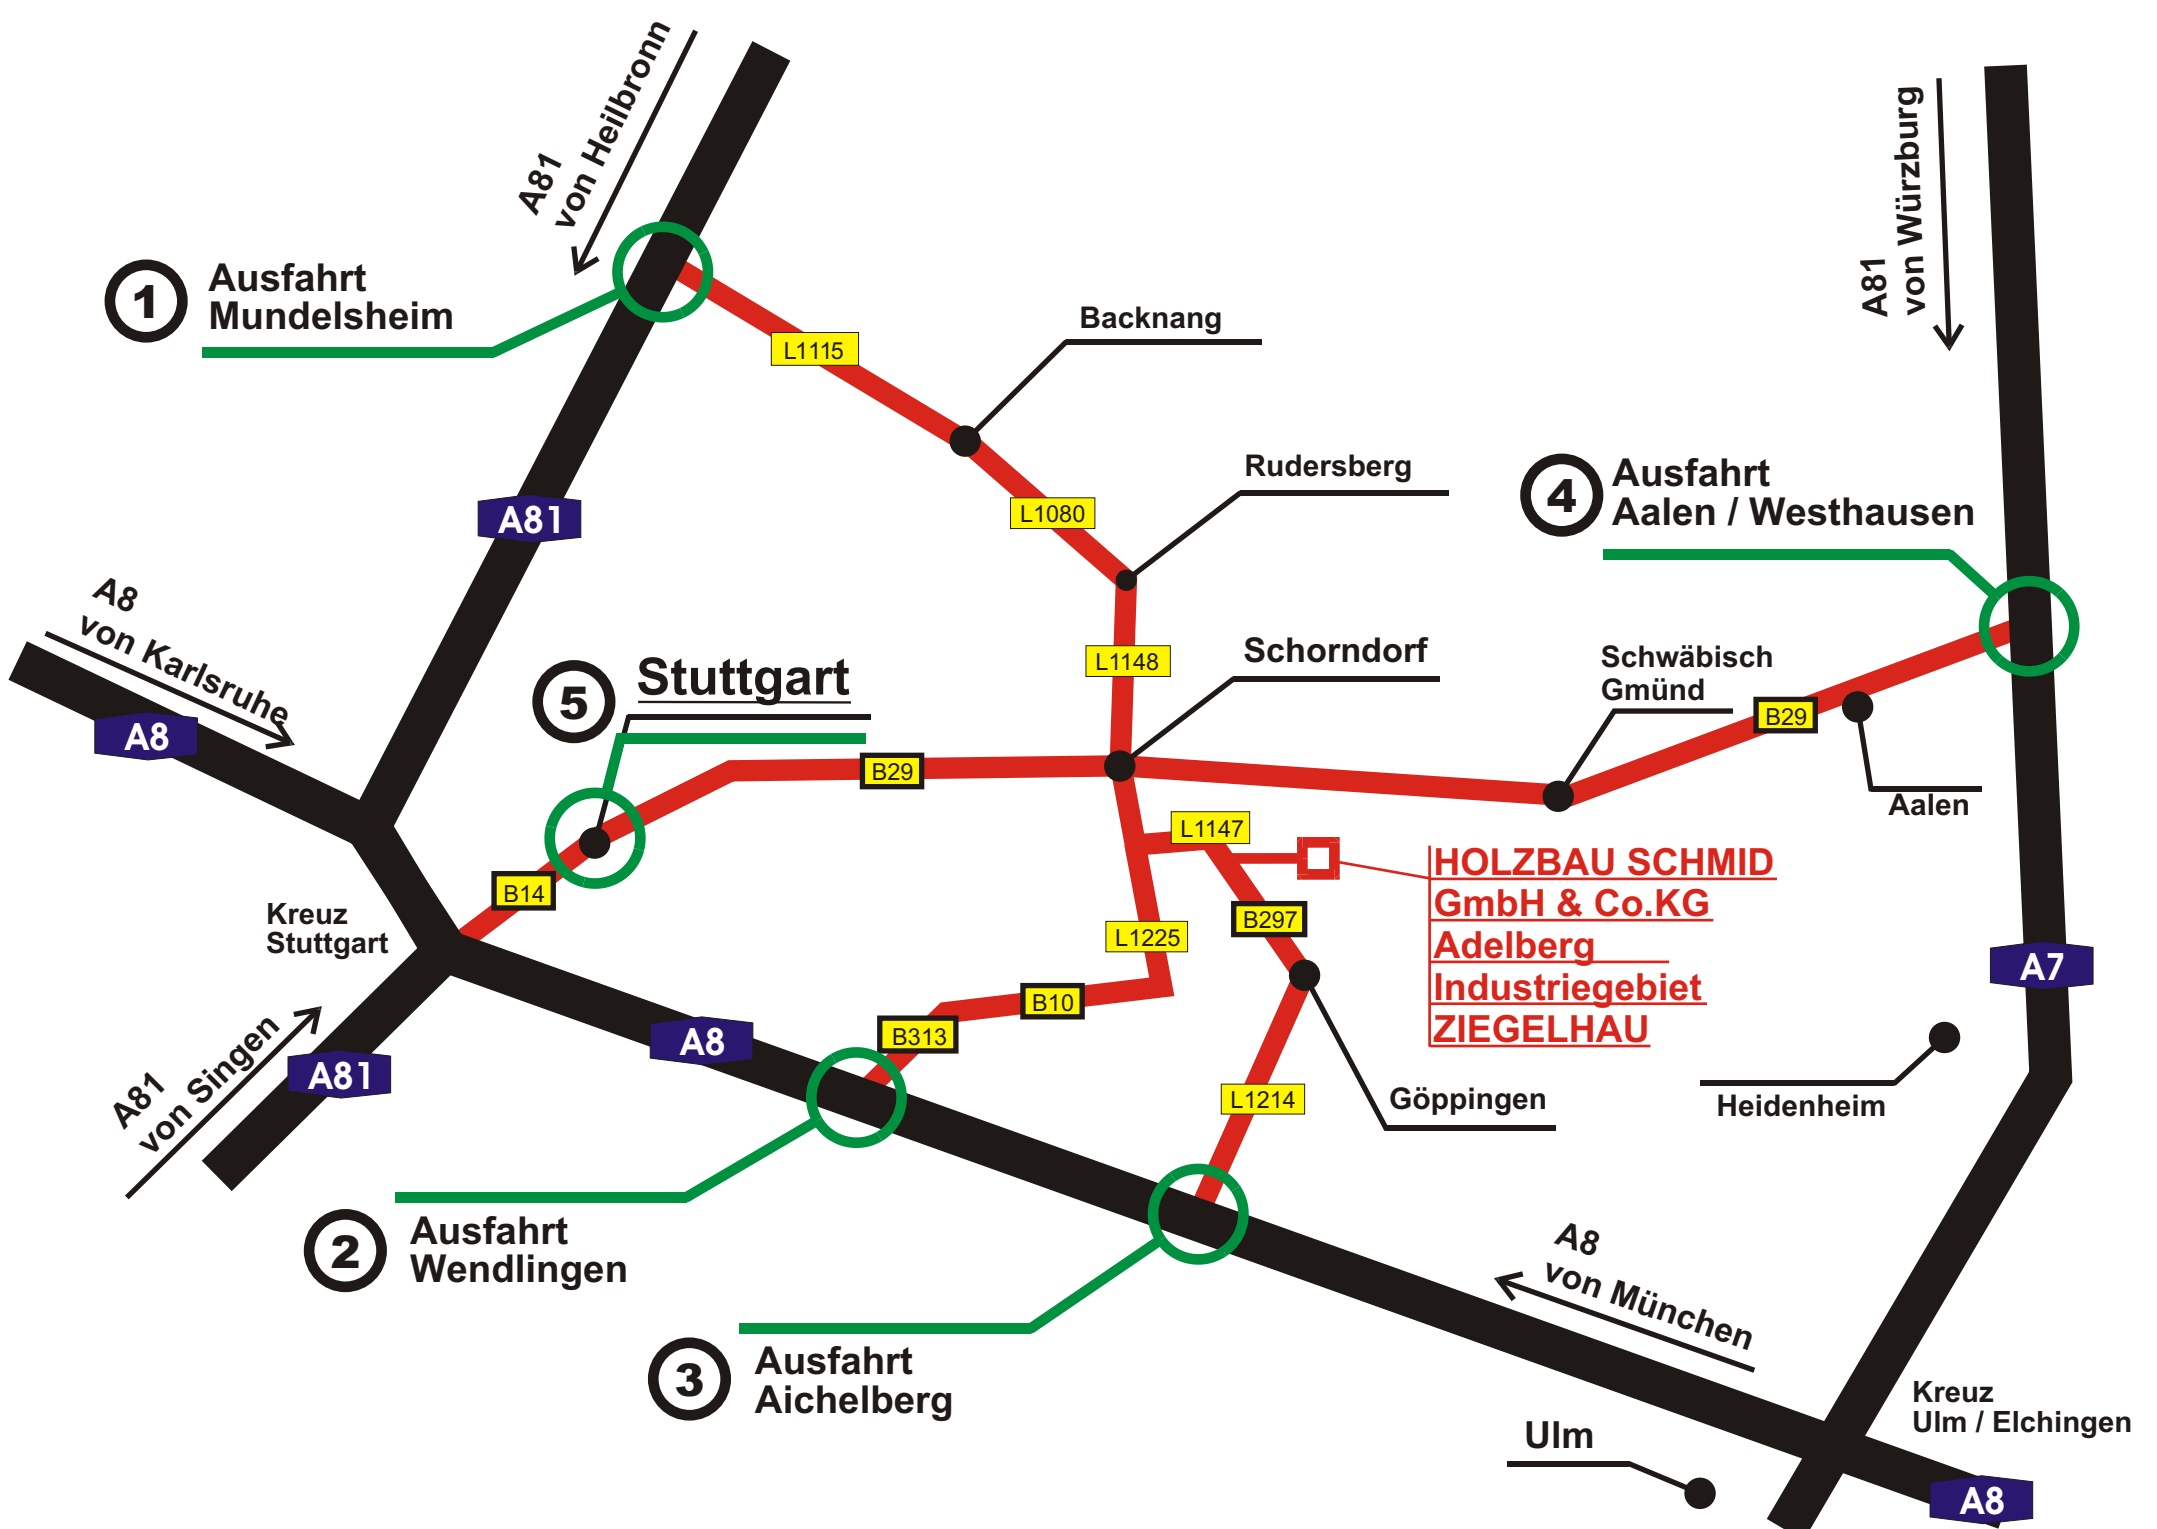 A81
von Heilbronn
A81
von Würzburg
1
Ausfahrt
Mundelsheim
L1115
Backnang
Rudersberg
4
Ausfahrt
Aalen / Westhausen
L1080
A81
A8
von Karlsruhe
A8
5
Stuttgart
L1148
Schorndorf
Schwäbisch
Gmünd
B29
B29
Aalen
L1147
B14
Kreuz
Stuttgart
HOLZBAU SCHMID
GmbH & Co.KG
Adelberg
Industriegebiet
ZIEGELHAU
B297
L1225
A7
B10
B313
A8
A81
von Singen
A81
L1214
Göppingen
Heidenheim
2
Ausfahrt
Wendlingen
3
Ausfahrt
Aichelberg
A8
von München
Kreuz
Ulm / Elchingen
Ulm
A8